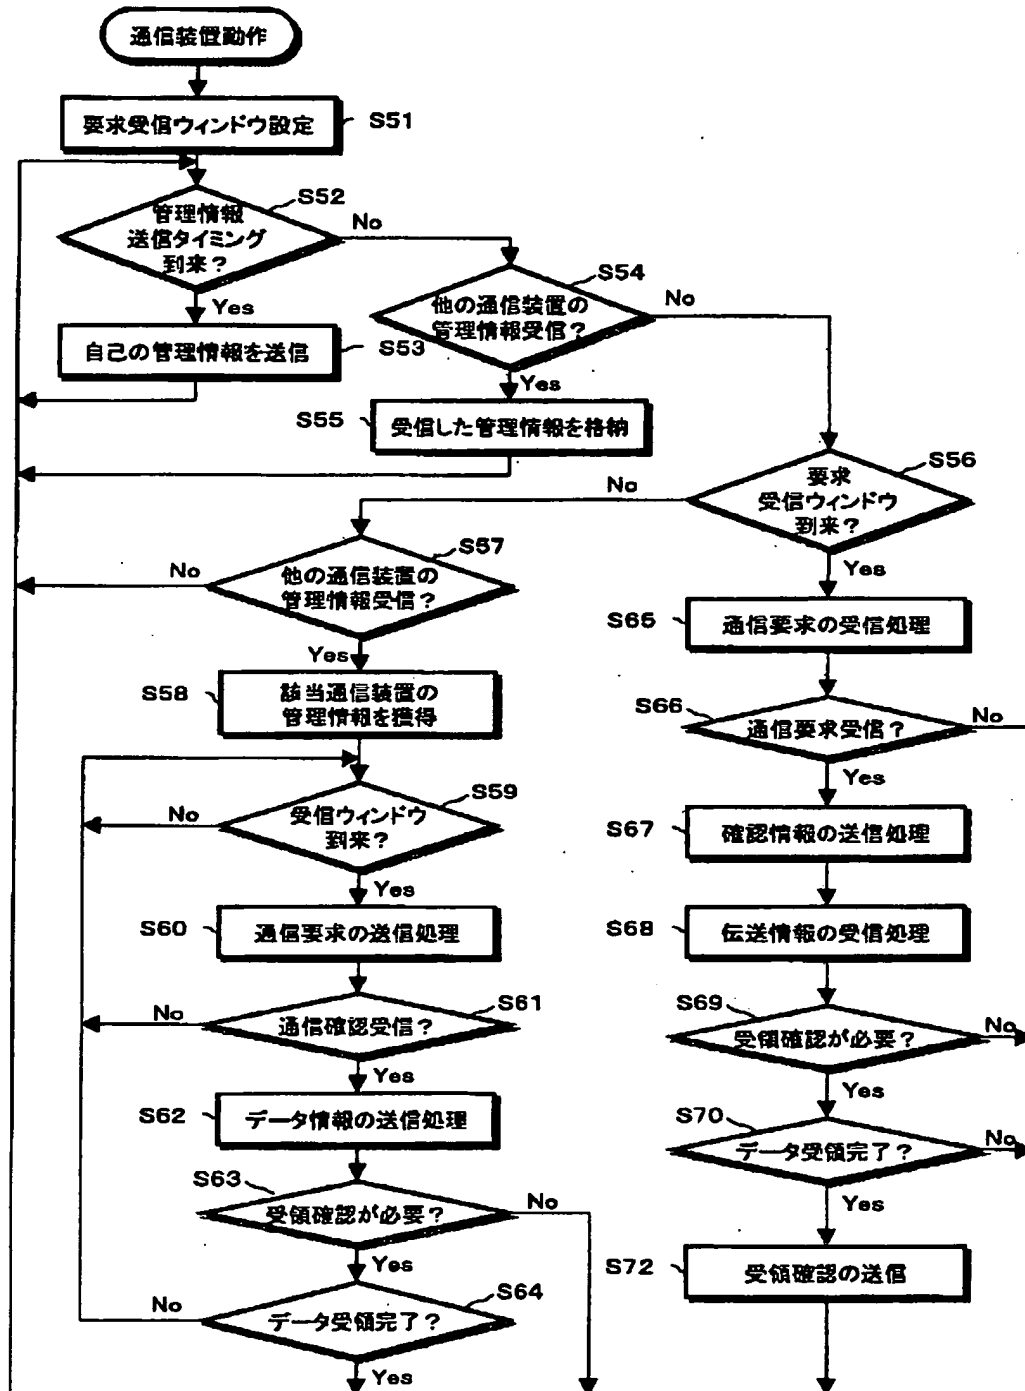 通信装置動作
要求受信ウィンドウ設定
S51
S52
管理情報
送信タイミング
到来?
No
Yes
自己の管理情報を送信
S53
S54
他の通信装置の
管理情報受信?
No
Yes
S55
受信した管理情報を格納
S56
要求
受信ウィンドウ
到来?
No
Yes
S57
他の通信装置の
管理情報受信?
No
Yes
S58
該当通信装置の
管理情報を獲得
S59
受信ウィンドウ
到来?
No
Yes
S60
通信要求の送信処理
S61
通信確認受信?
No
Yes
S62
データ情報の送信処理
S63
受領確認が必要?
No
Yes
S64
データ受領完了?
No
Yes
S65
通信要求の受信処理
S66
通信要求受信?
No
Yes
S67
確認情報の送信処理
S68
伝送情報の受信処理
S69
受領確認が必要?
No
Yes
S70
データ受領完了?
No
Yes
S72
受領確認の送信